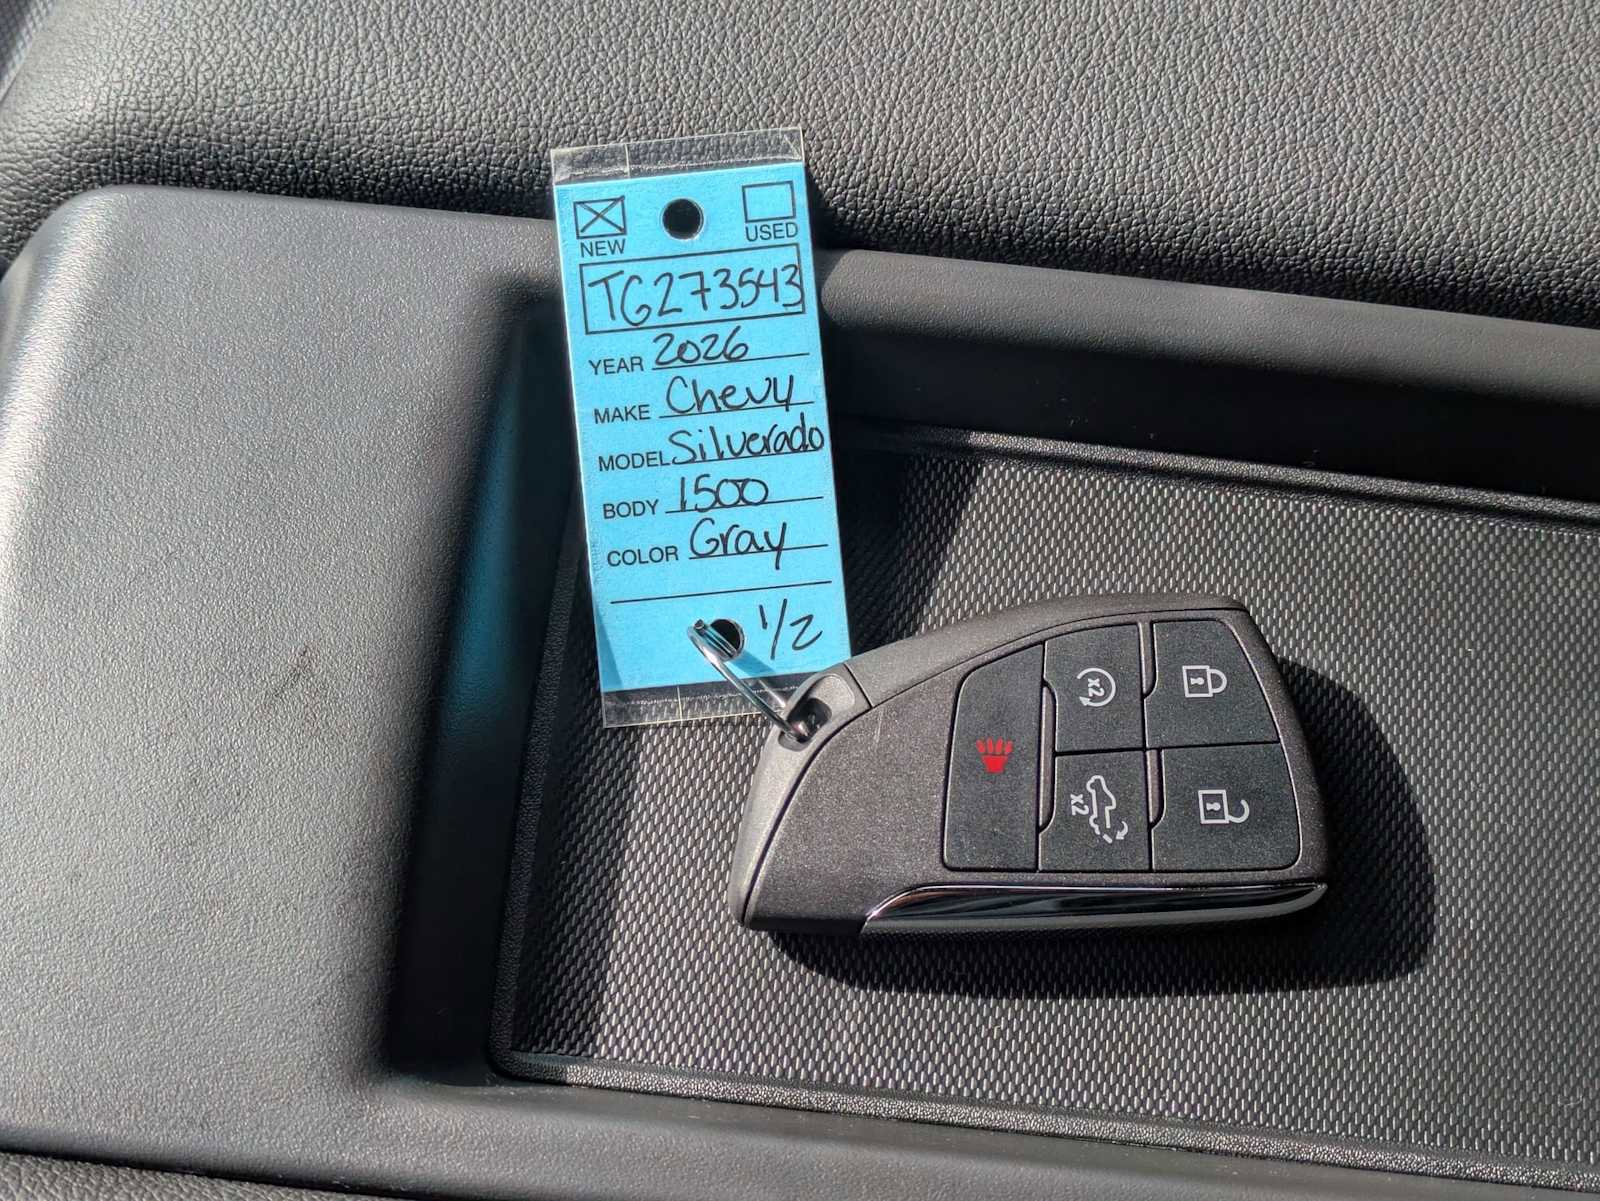 NEW USED
TG273543
YEAR 2026
MAKE Chevy
MODEL Silverado
BODY 1500
COLOR Gray
1/2
x2
x2